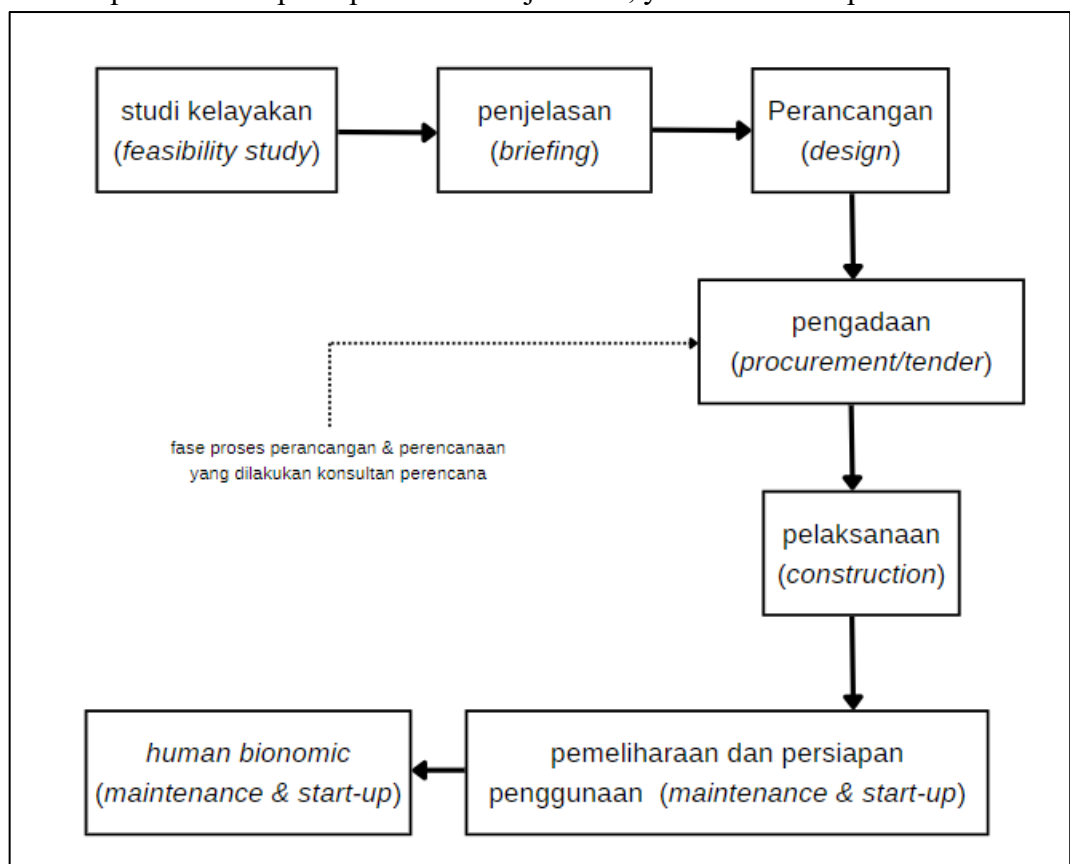 studi kelayakan
(feasibility study)
penjelasan
(briefing)
Perancangan
(design)
pengadaan
(procurement/tender)
fase proses perancangan & perencanaan
yang dilakukan konsultan perencana
pelaksanaan
(construction)
human bionomic
(maintenance & start-up)
pemeliharaan dan persiapan
penggunaan (maintenance & start-up)